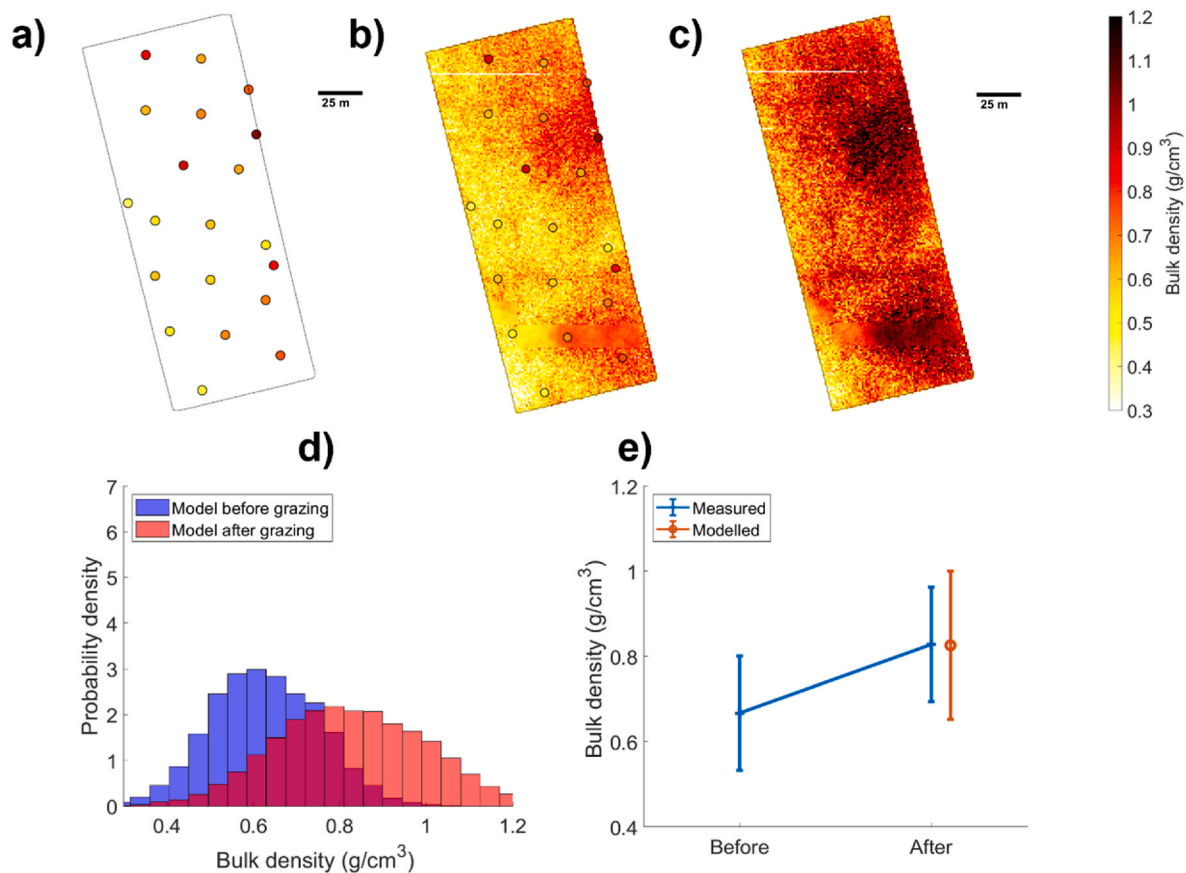 a)
b)
c)
25 m
25 m
1.2
1.1
1
0.9
0.8
0.7
0.6
0.5
0.4
0.3
Bulk density (g/cm³)
d)
7
6
5
4
3
2
1
0
Probability density
Model before grazing
Model after grazing
0.4
0.6
0.8
1
1.2
Bulk density (g/cm³)
e)
1.2
1
0.8
0.6
0.4
Bulk density (g/cm³)
Measured
Modelled
Before
After